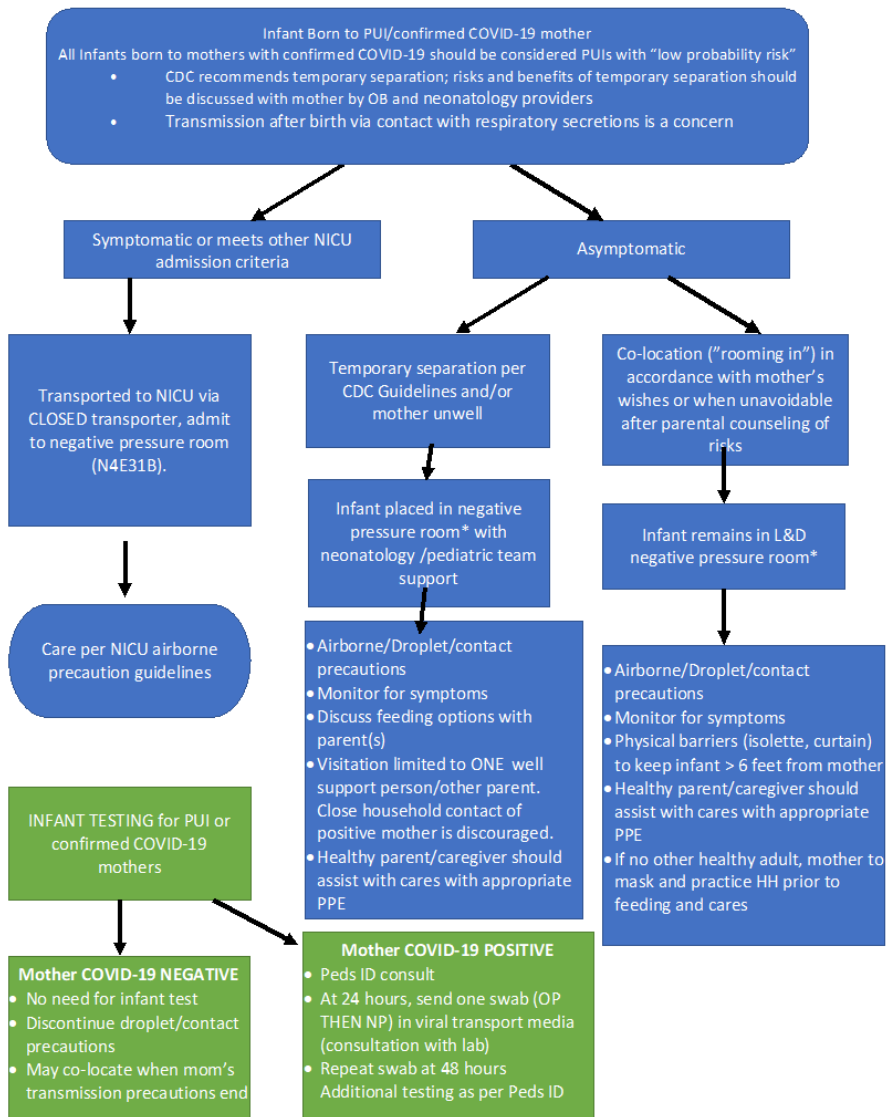 Infant Born to PUI/confirmed COVID-19 mother
All Infants born to mothers with confirmed COVID-19 should be considered PUIs with “low probability risk”
• CDC recommends temporary separation; risks and benefits of temporary separation should
be discussed with mother by OB and neonatology providers
• Transmission after birth via contact with respiratory secretions is a concern
Symptomatic or meets other NICU
admission criteria
Asymptomatic
Transported to NICU via
CLOSED transporter, admit
to negative pressure room
(N4E31B).
Temporary separation per
CDC Guidelines and/or
mother unwell
Co-location (”rooming in”) in
accordance with mother’s
wishes or when unavoidable
after parental counseling of
risks
Infant placed in negative
pressure room* with
neonatology /pediatric team
support
Infant remains in L&D
negative pressure room*
Care per NICU airborne
precaution guidelines
• Airborne/Droplet/contact
precautions
• Monitor for symptoms
• Discuss feeding options with
parent(s)
• Visitation limited to ONE well
support person/other parent.
Close household contact of
positive mother is discouraged.
• Healthy parent/caregiver should
assist with cares with appropriate
PPE
• Airborne/Droplet/contact
precautions
• Monitor for symptoms
• Physical barriers (isolette, curtain)
to keep infant > 6 feet from mother
• Healthy parent/caregiver should
assist with cares with appropriate
PPE
• If no other healthy adult, mother to
mask and practice HH prior to
feeding and cares
INFANT TESTING for PUI or
confirmed COVID-19
mothers
Mother COVID-19 NEGATIVE
• No need for infant test
• Discontinue droplet/contact
precautions
• May co-locate when mom’s
transmission precautions end
Mother COVID-19 POSITIVE
• Peds ID consult
• At 24 hours, send one swab (OP
THEN NP) in viral transport media
(consultation with lab)
• Repeat swab at 48 hours
Additional testing as per Peds ID